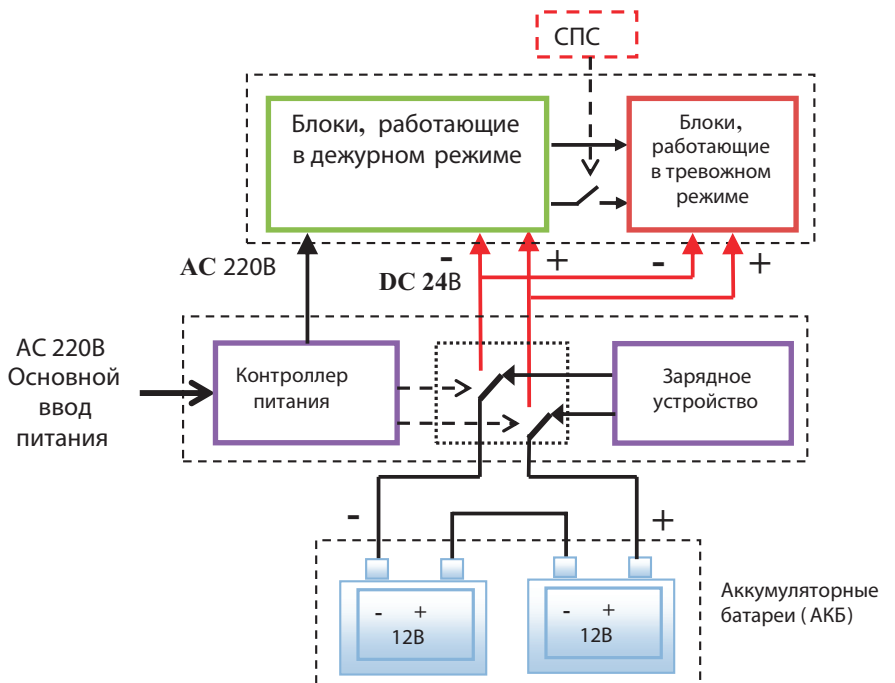 СПС
Блоки, работающие
в дежурном режиме
Блоки,
работающие
в тревожном
режиме
- + - +
AC 220В
DC 24В
АС 220В
Основной
ввод
питания
Контроллер
питания
Зарядное
устройство
- +
- +
12В
- +
12В
Аккумуляторные
батареи ( АКБ)